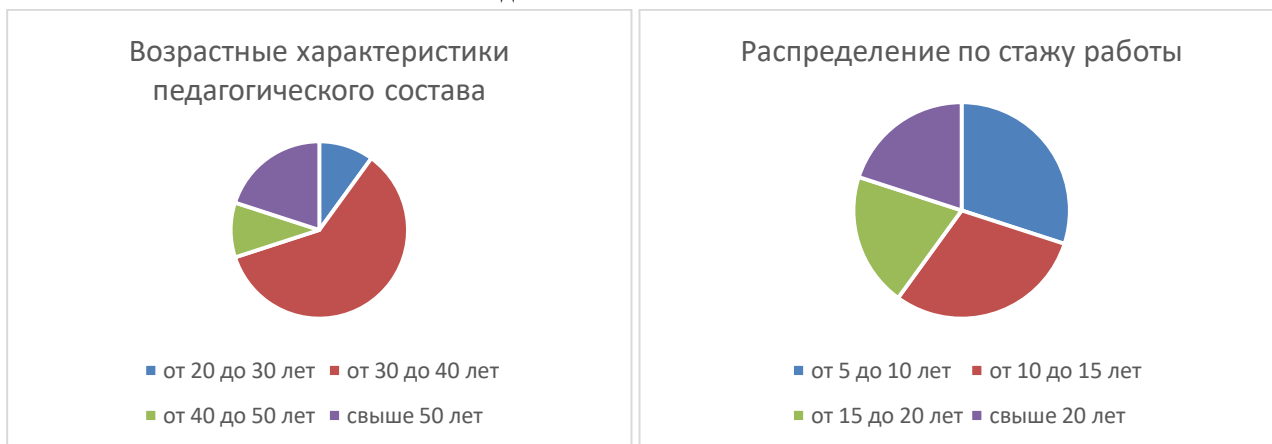 Возрастные характеристики
педагогического состава
от 20 до 30 лет от 30 до 40 лет
от 40 до 50 лет свыше 50 лет
Распределение по стажу работы
от 5 до 10 лет от 10 до 15 лет
от 15 до 20 лет свыше 20 лет